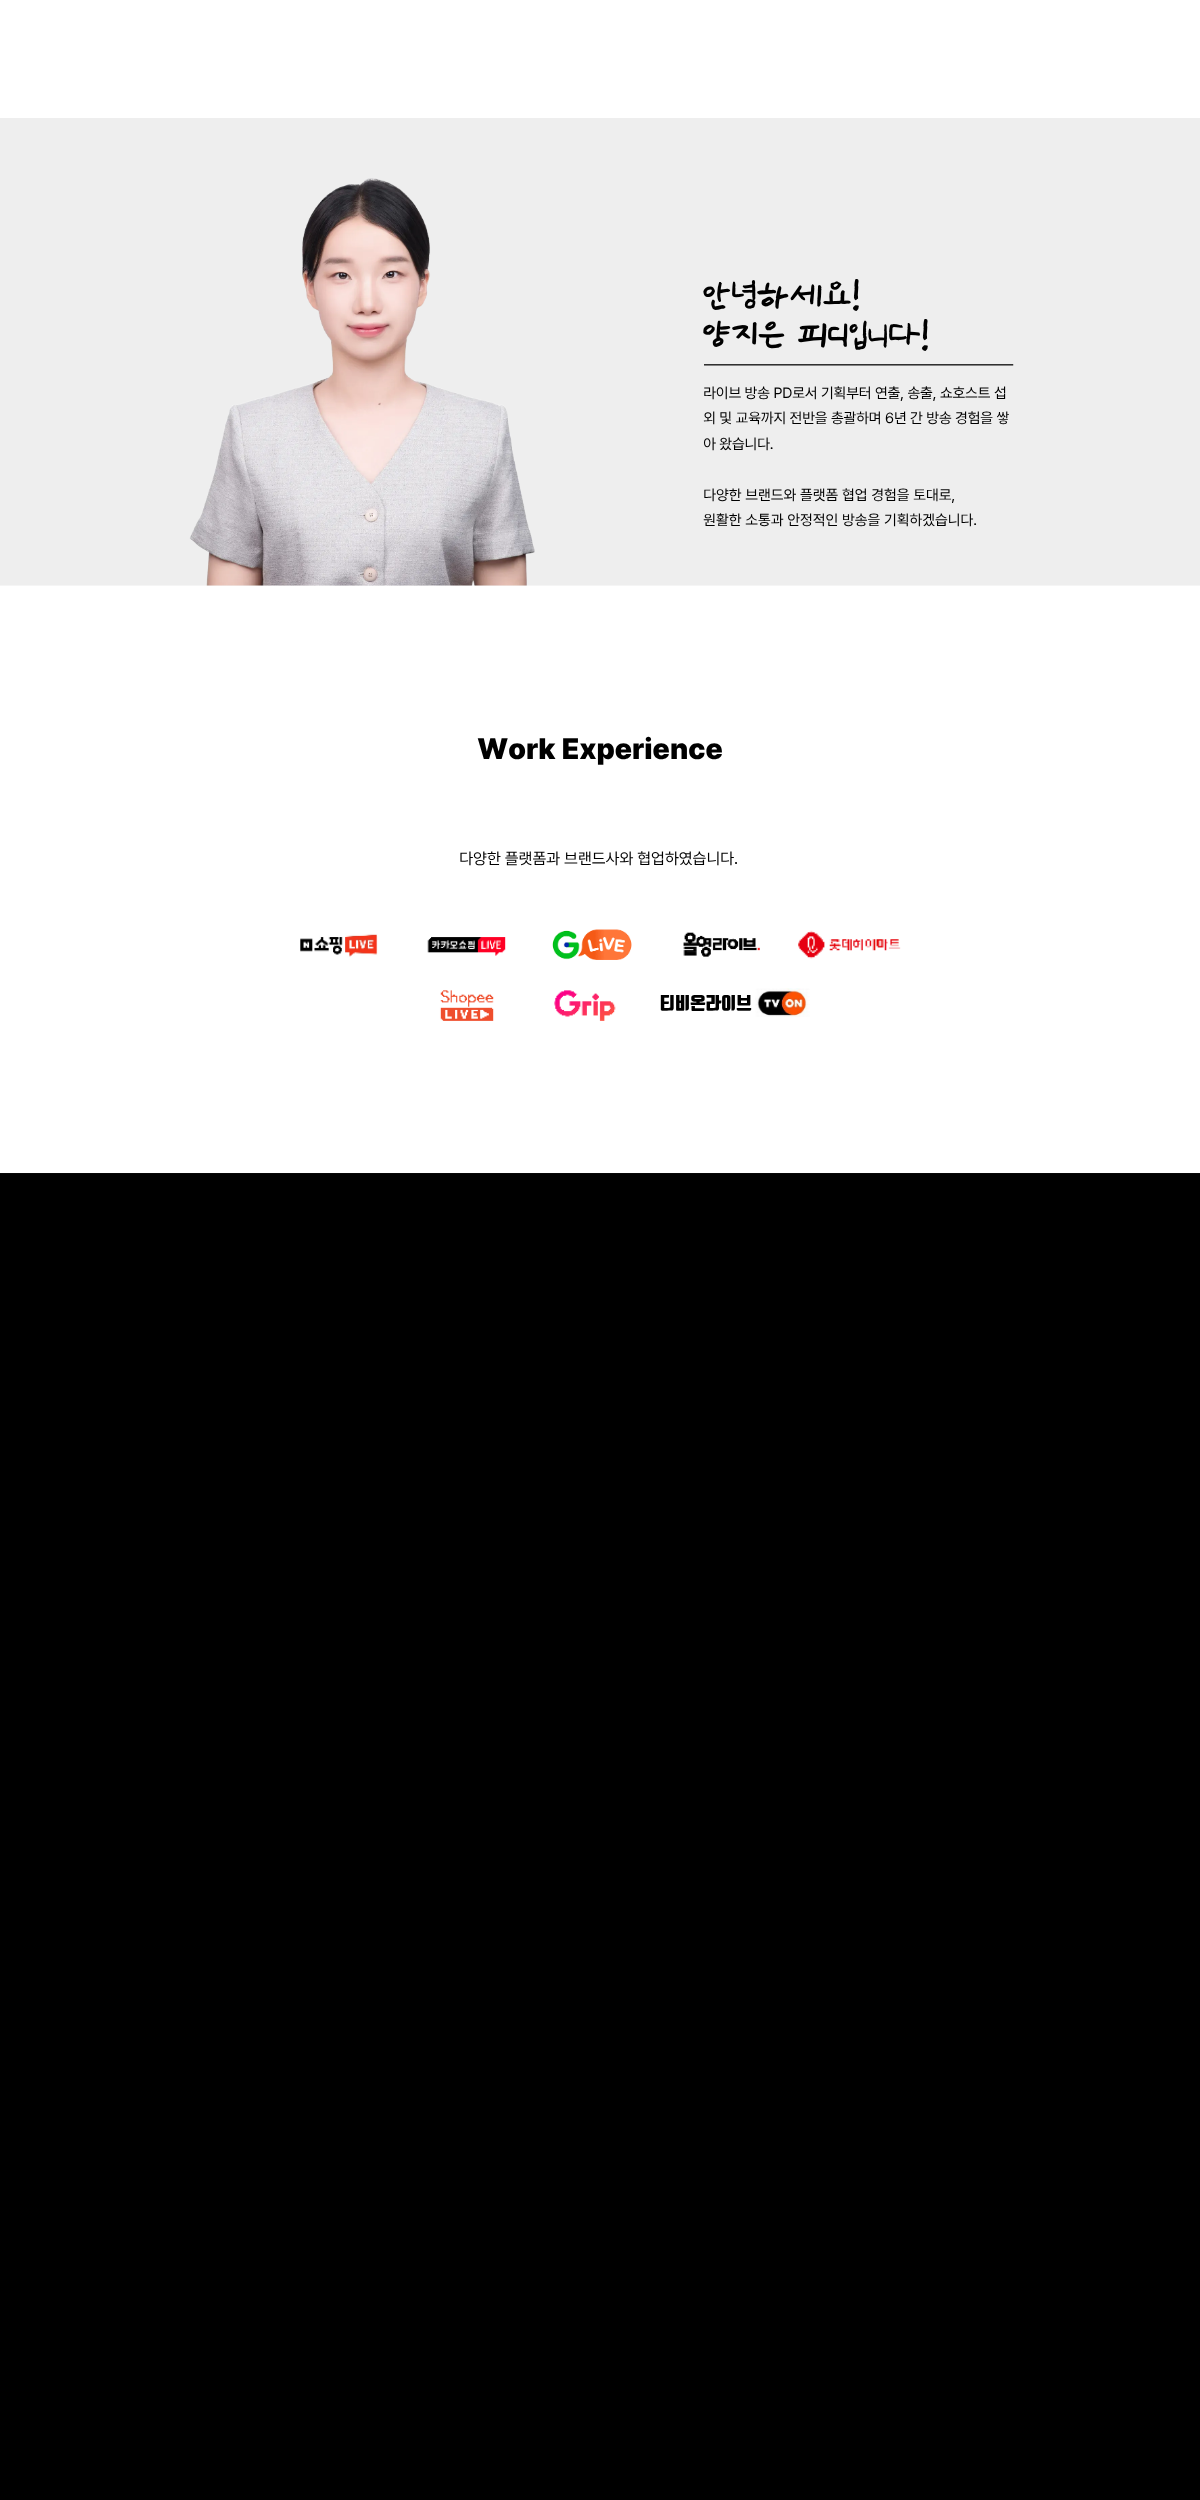 안녕하세요!
양지은 피디입니다!
라이브 방송 PD로서 기획부터 연출, 송출, 쇼호스트 섭
외 및 교육까지 전반을 총괄하며 6년 간 방송 경험을 쌓
아 왔습니다.
다양한 브랜드와 플랫폼 협업 경험을 토대로,
원활한 소통과 안정적인 방송을 기획하겠습니다.
Work Experience
다양한 플랫폼과 브랜드사와 협업하였습니다.
N 쇼핑 LIVE 카카오쇼핑 LIVE G LIVE 올영라이브. 롯데하이마트
Shopee LIVE Grip 티비온라이브 TV ON